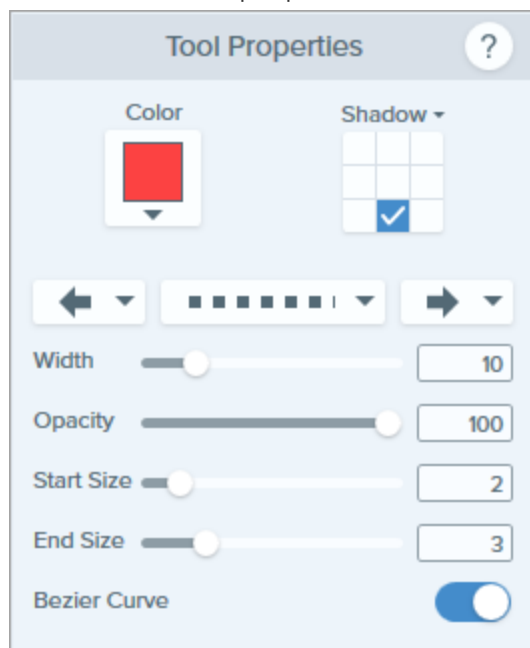 Tool Properties ?
Color Shadow
Width 10
Opacity 100
Start Size 2
End Size 3
Bezier Curve